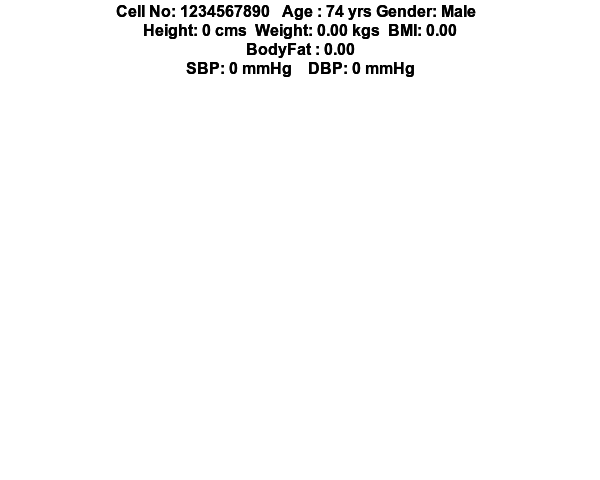 Cell No: 1234567890 Age : 74 yrs Gender: Male
Height: 0 cms Weight: 0.00 kgs BMI: 0.00
BodyFat : 0.00
SBP: 0 mmHg DBP: 0 mmHg